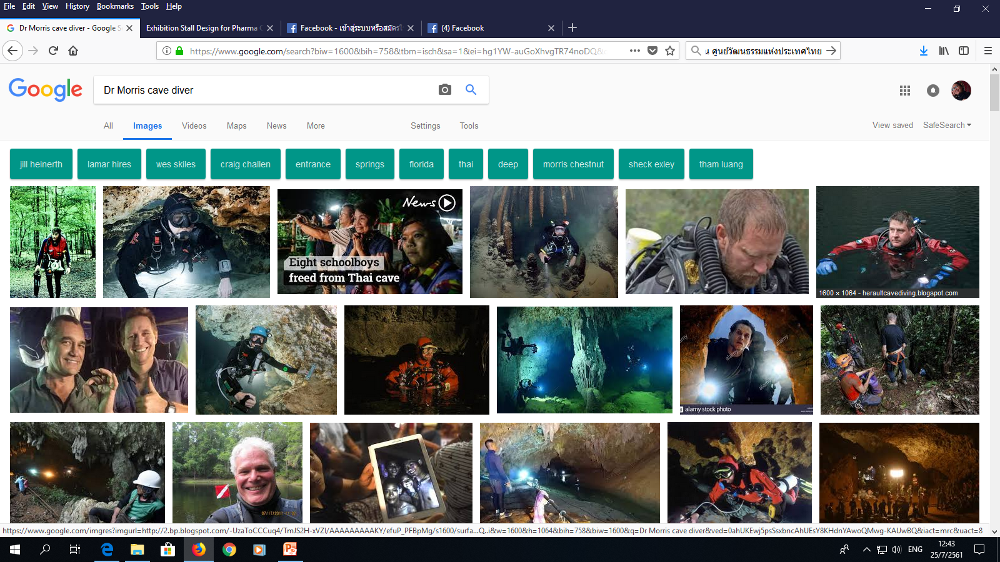 File Edit View History Bookmarks Tools Help
Dr Morris cave diver - Google S
Exhibition Stall Design for Pharma
Facebook - เข้าสู่ระบบหรือสมัคร
(4) Facebook
https://www.google.com/search?biw=1600&bih=758&tbm=isch&sa=1&ei=hg1YW-auGoXhvgTR74noDQ&
น ศูนย์วัฒนธรรมแห่งประเทศไทย
Google
Dr Morris cave diver
All Images Videos Maps News More Settings Tools
View saved SafeSearch
jill heinerth lamar hires wes skiles craig challen entrance springs florida thai deep morris chestnut sheck exley tham luang
News
Eight schoolboys
freed from Thai cave
1600 × 1064 - heraultcavediving.blogspot.com
alamy
alamy
alamy
a alamy stock photo
07/17/2011 11:32
https://www.google.com/imgres?imgurl=http://2.bp.blogspot.com/-UzaToCCCuq4/TmJS2H-xVZI/AAAAAAAAAKY/efuP_PFBpMg/s1600/surfa...Q..i&w=1600&h=1064&bih=758&biw=1600&q=Dr Morris cave diver&ved=0ahUKEwj5psSsxbncAhUEsY8KHdnYAwoQMwg-KAUwBQ&iact=mrc&uact=8
ENG
12:43
25/7/2561